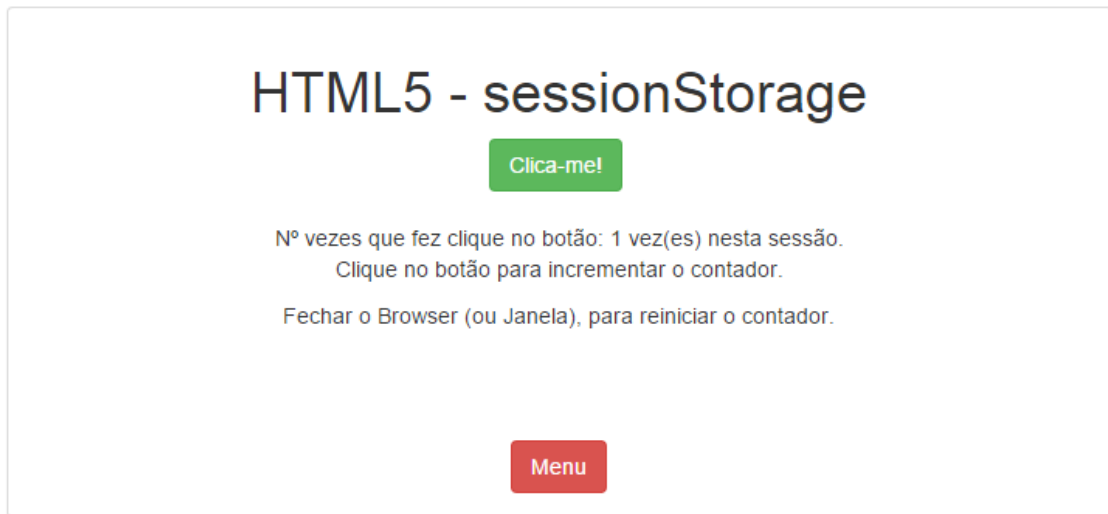 HTML5 - sessionStorage
Clica-me!
Nº vezes que fez clique no botão: 1 vez(es) nesta sessão.
Clique no botão para incrementar o contador.
Fechar o Browser (ou Janela), para reiniciar o contador.
Menu